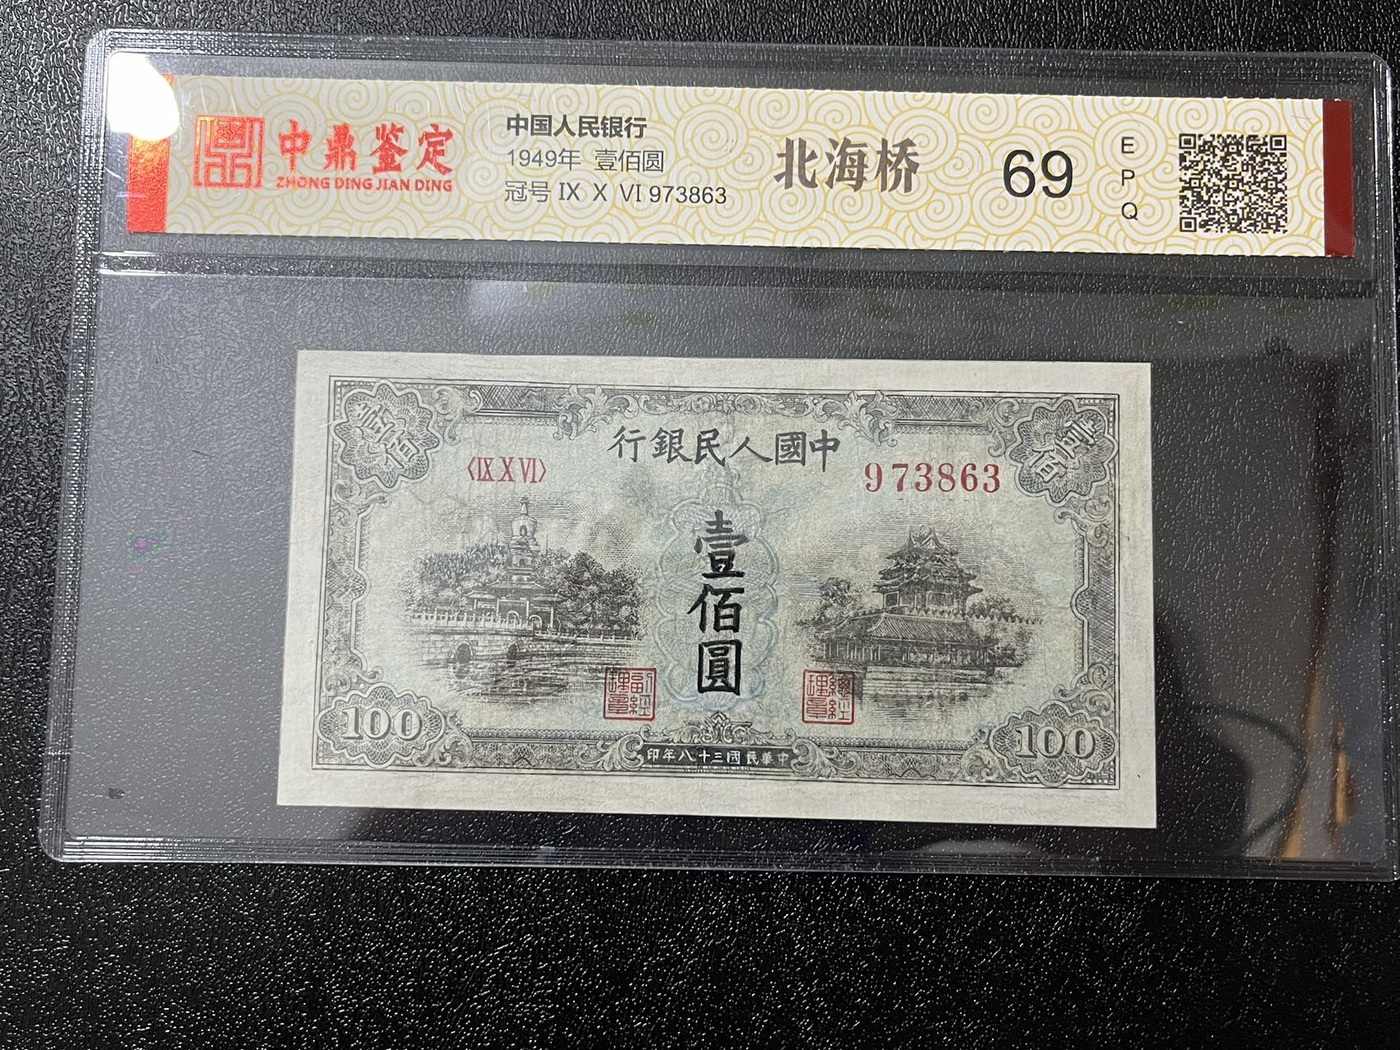 中鼎鉴定
ZHONG DING JIAN DING
中国人民银行
1949年 壹佰圆
冠号 IX X VI 973863
北海桥
69
E
P
Q
行銀民人國中
〈IX X VI〉
973863
壹佰
壹佰
壹佰圓
100
100
印年八十三國民華中